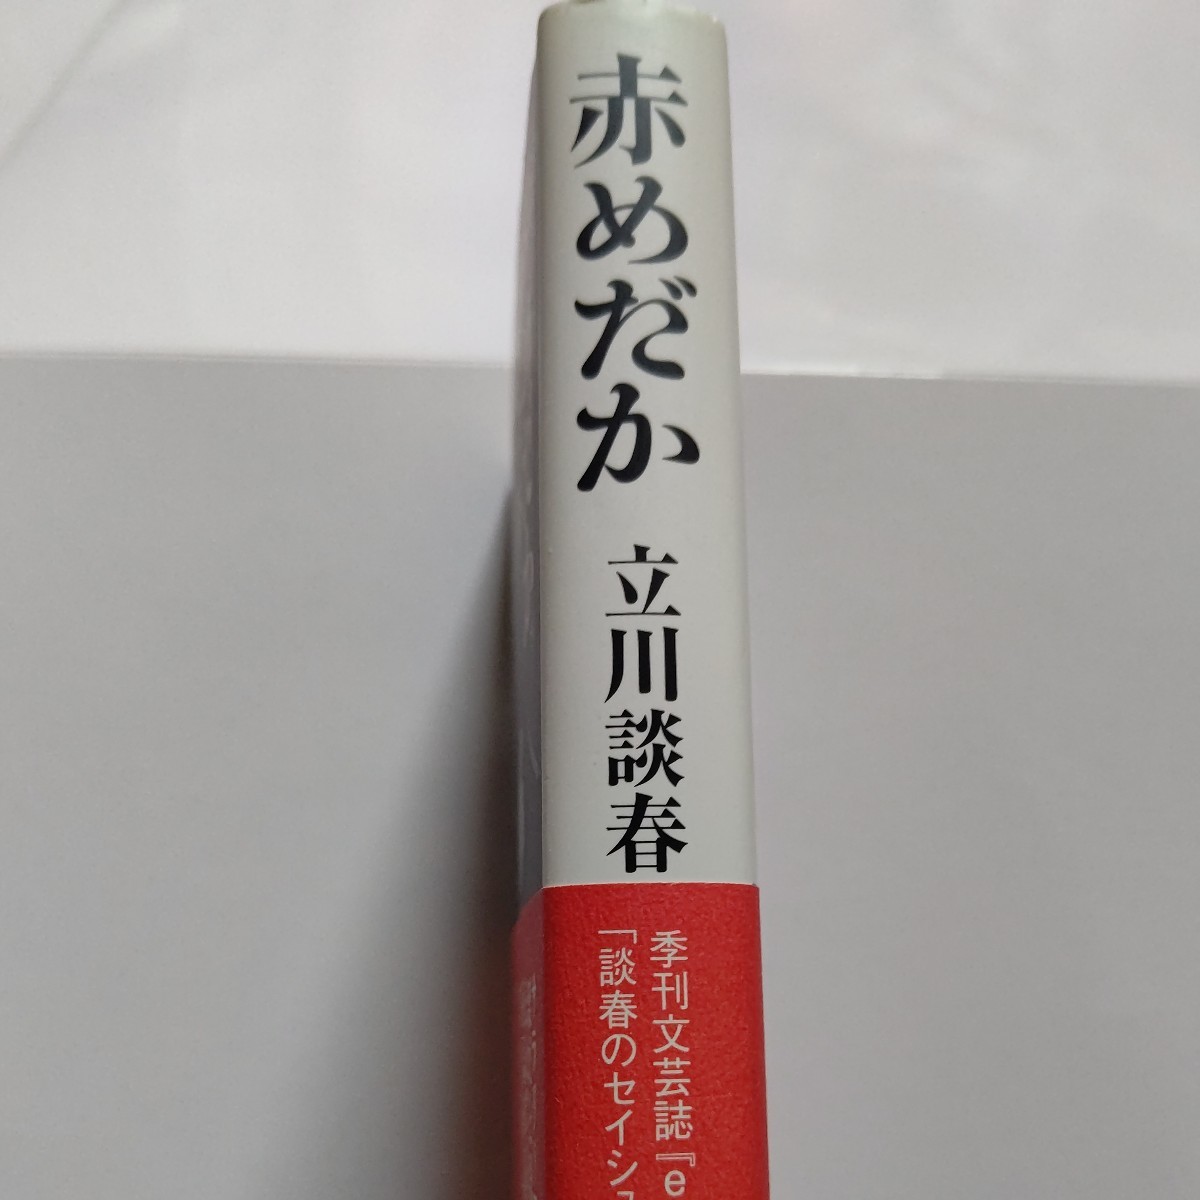 赤めだか
立川談春
季刊文芸誌『e
「談春のセイシ